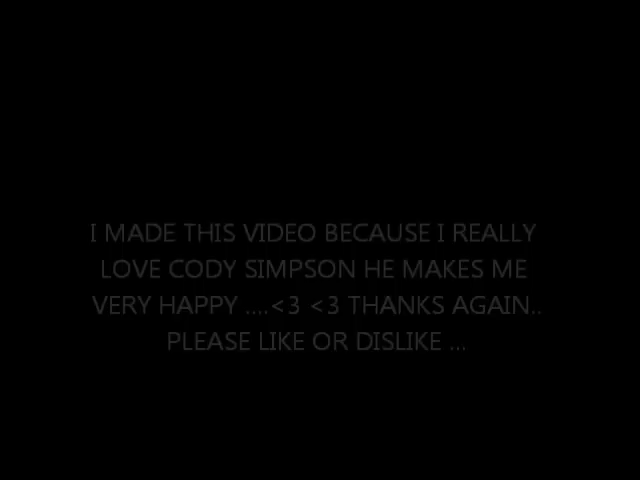 I MADE THIS VIDEO BECAUSE I REALLY
LOVE CODY SIMPSON HE MAKES ME
VERY HAPPY ....<3 <3 THANKS AGAIN..
PLEASE LIKE OR DISLIKE ...